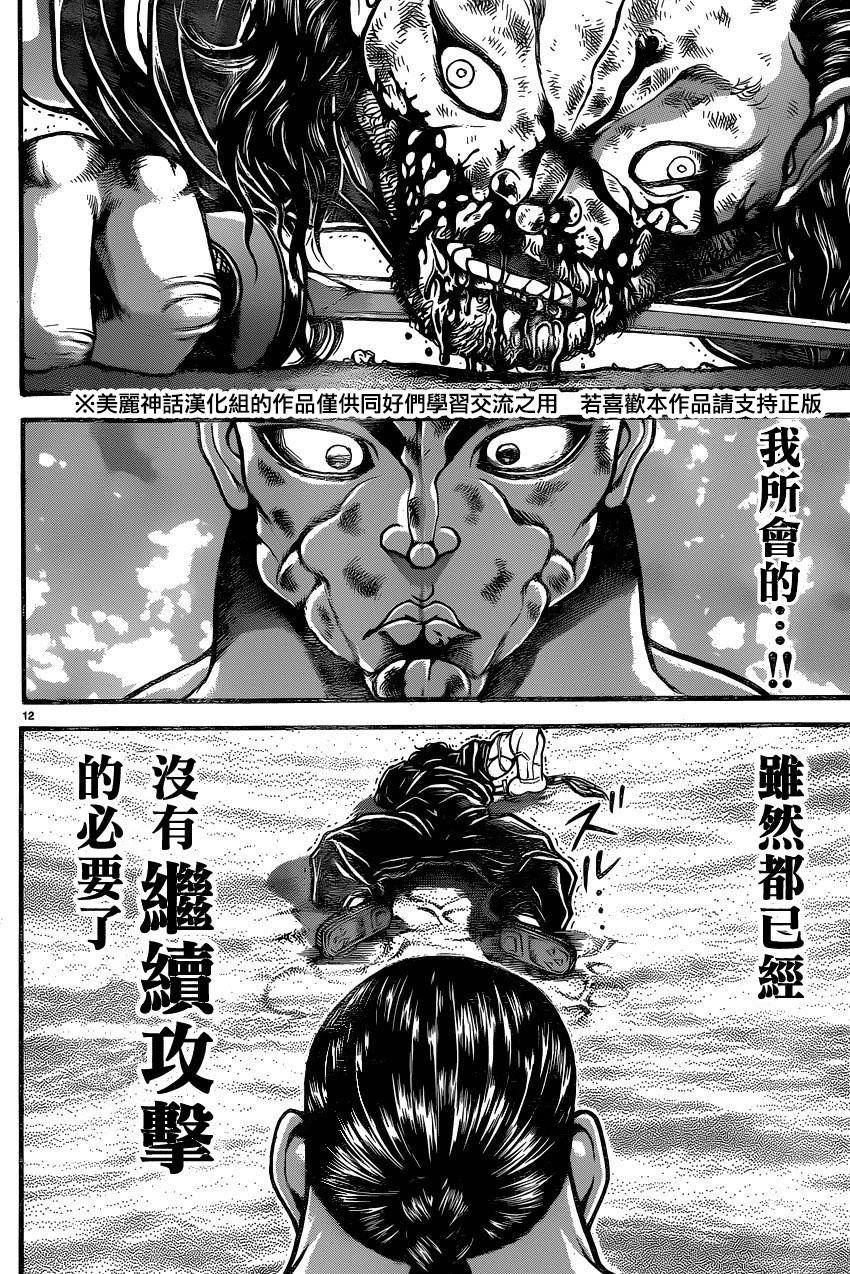 ※美麗神話漢化組的作品僅供同好們學習交流之用　若喜歡本作品請支持正版
我所會的…!!
12
雖然都已經
ズル…
沒有繼續攻擊
的必要了